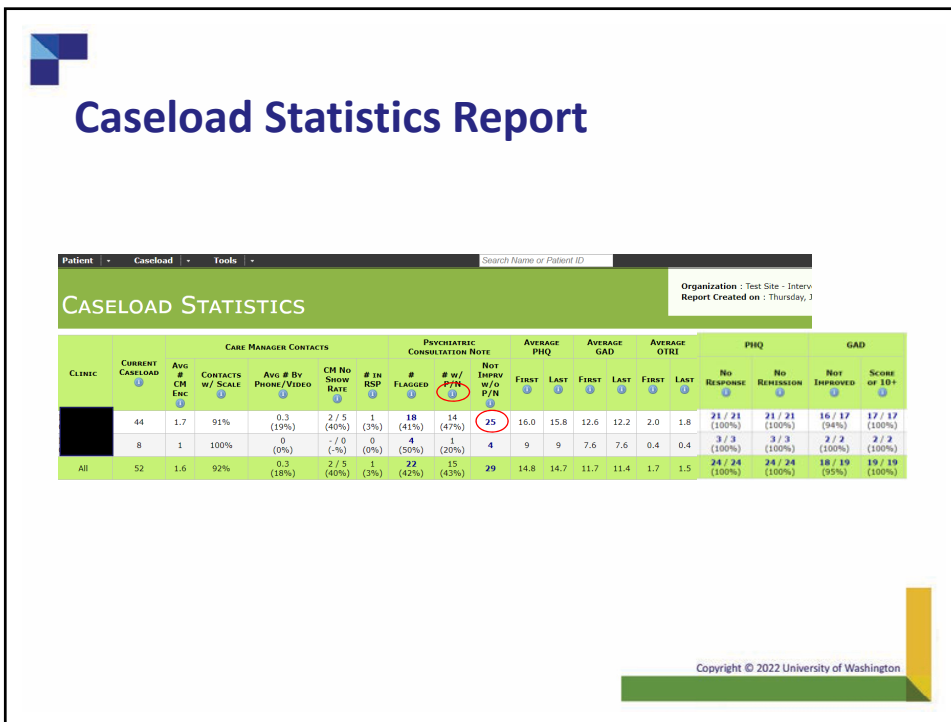 Caseload Statistics Report
Patient Caseload Tools Search Name or Patient ID
CASELOAD STATISTICS
Organization : Test Site - Interv
Report Created on : Thursday, J
CLINIC CURRENT CASELOAD CARE MANAGER CONTACTS PSYCHIATRIC CONSULTATION NOTE AVERAGE PHQ AVERAGE GAD AVERAGE OTRI PHQ GAD
AVG # CM ENC CONTACTS W/ SCALE AVG # BY PHONE/VIDEO CM NO SHOW RATE # IN RSP # FLAGGED # W/ P/N NOT IMPRV W/O P/N FIRST LAST FIRST LAST FIRST LAST NO RESPONSE NO REMISSION NOT IMPROVED SCORE OF 10+
44 1.7 91% 0.3 (19%) 2 / 5 (40%) 1 (3%) 18 (41%) 14 (47%) 25 16.0 15.8 12.6 12.2 2.0 1.8 21 / 21 (100%) 21 / 21 (100%) 16 / 17 (94%) 17 / 17 (100%)
8 1 100% 0 (0%) - / 0 (-%) 0 (0%) 4 (50%) 1 (20%) 4 9 9 7.6 7.6 0.4 0.4 3 / 3 (100%) 3 / 3 (100%) 2 / 2 (100%) 2 / 2 (100%)
All 52 1.6 92% 0.3 (18%) 2 / 5 (40%) 1 (3%) 22 (42%) 15 (43%) 29 14.8 14.7 11.7 11.4 1.7 1.5 24 / 24 (100%) 24 / 24 (100%) 18 / 19 (95%) 19 / 19 (100%)
Copyright © 2022 University of Washington